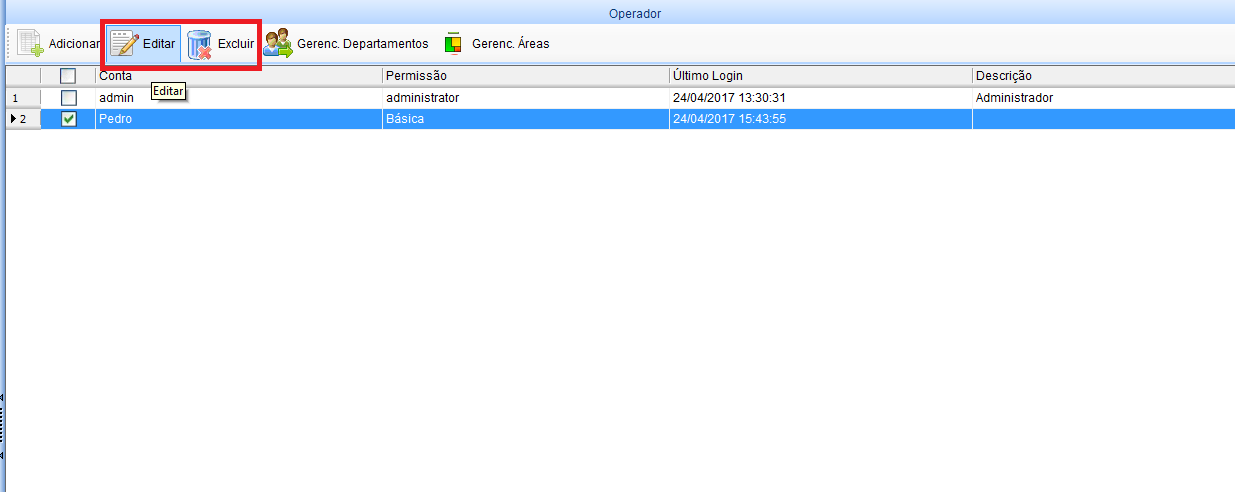 Operador
Adicionar Editar Excluir Gerenc. Departamentos Gerenc. Áreas
Conta Permissão Último Login Descrição
Editar
1 admin administrator 24/04/2017 13:30:31 Administrador
2 Pedro Básica 24/04/2017 15:43:55